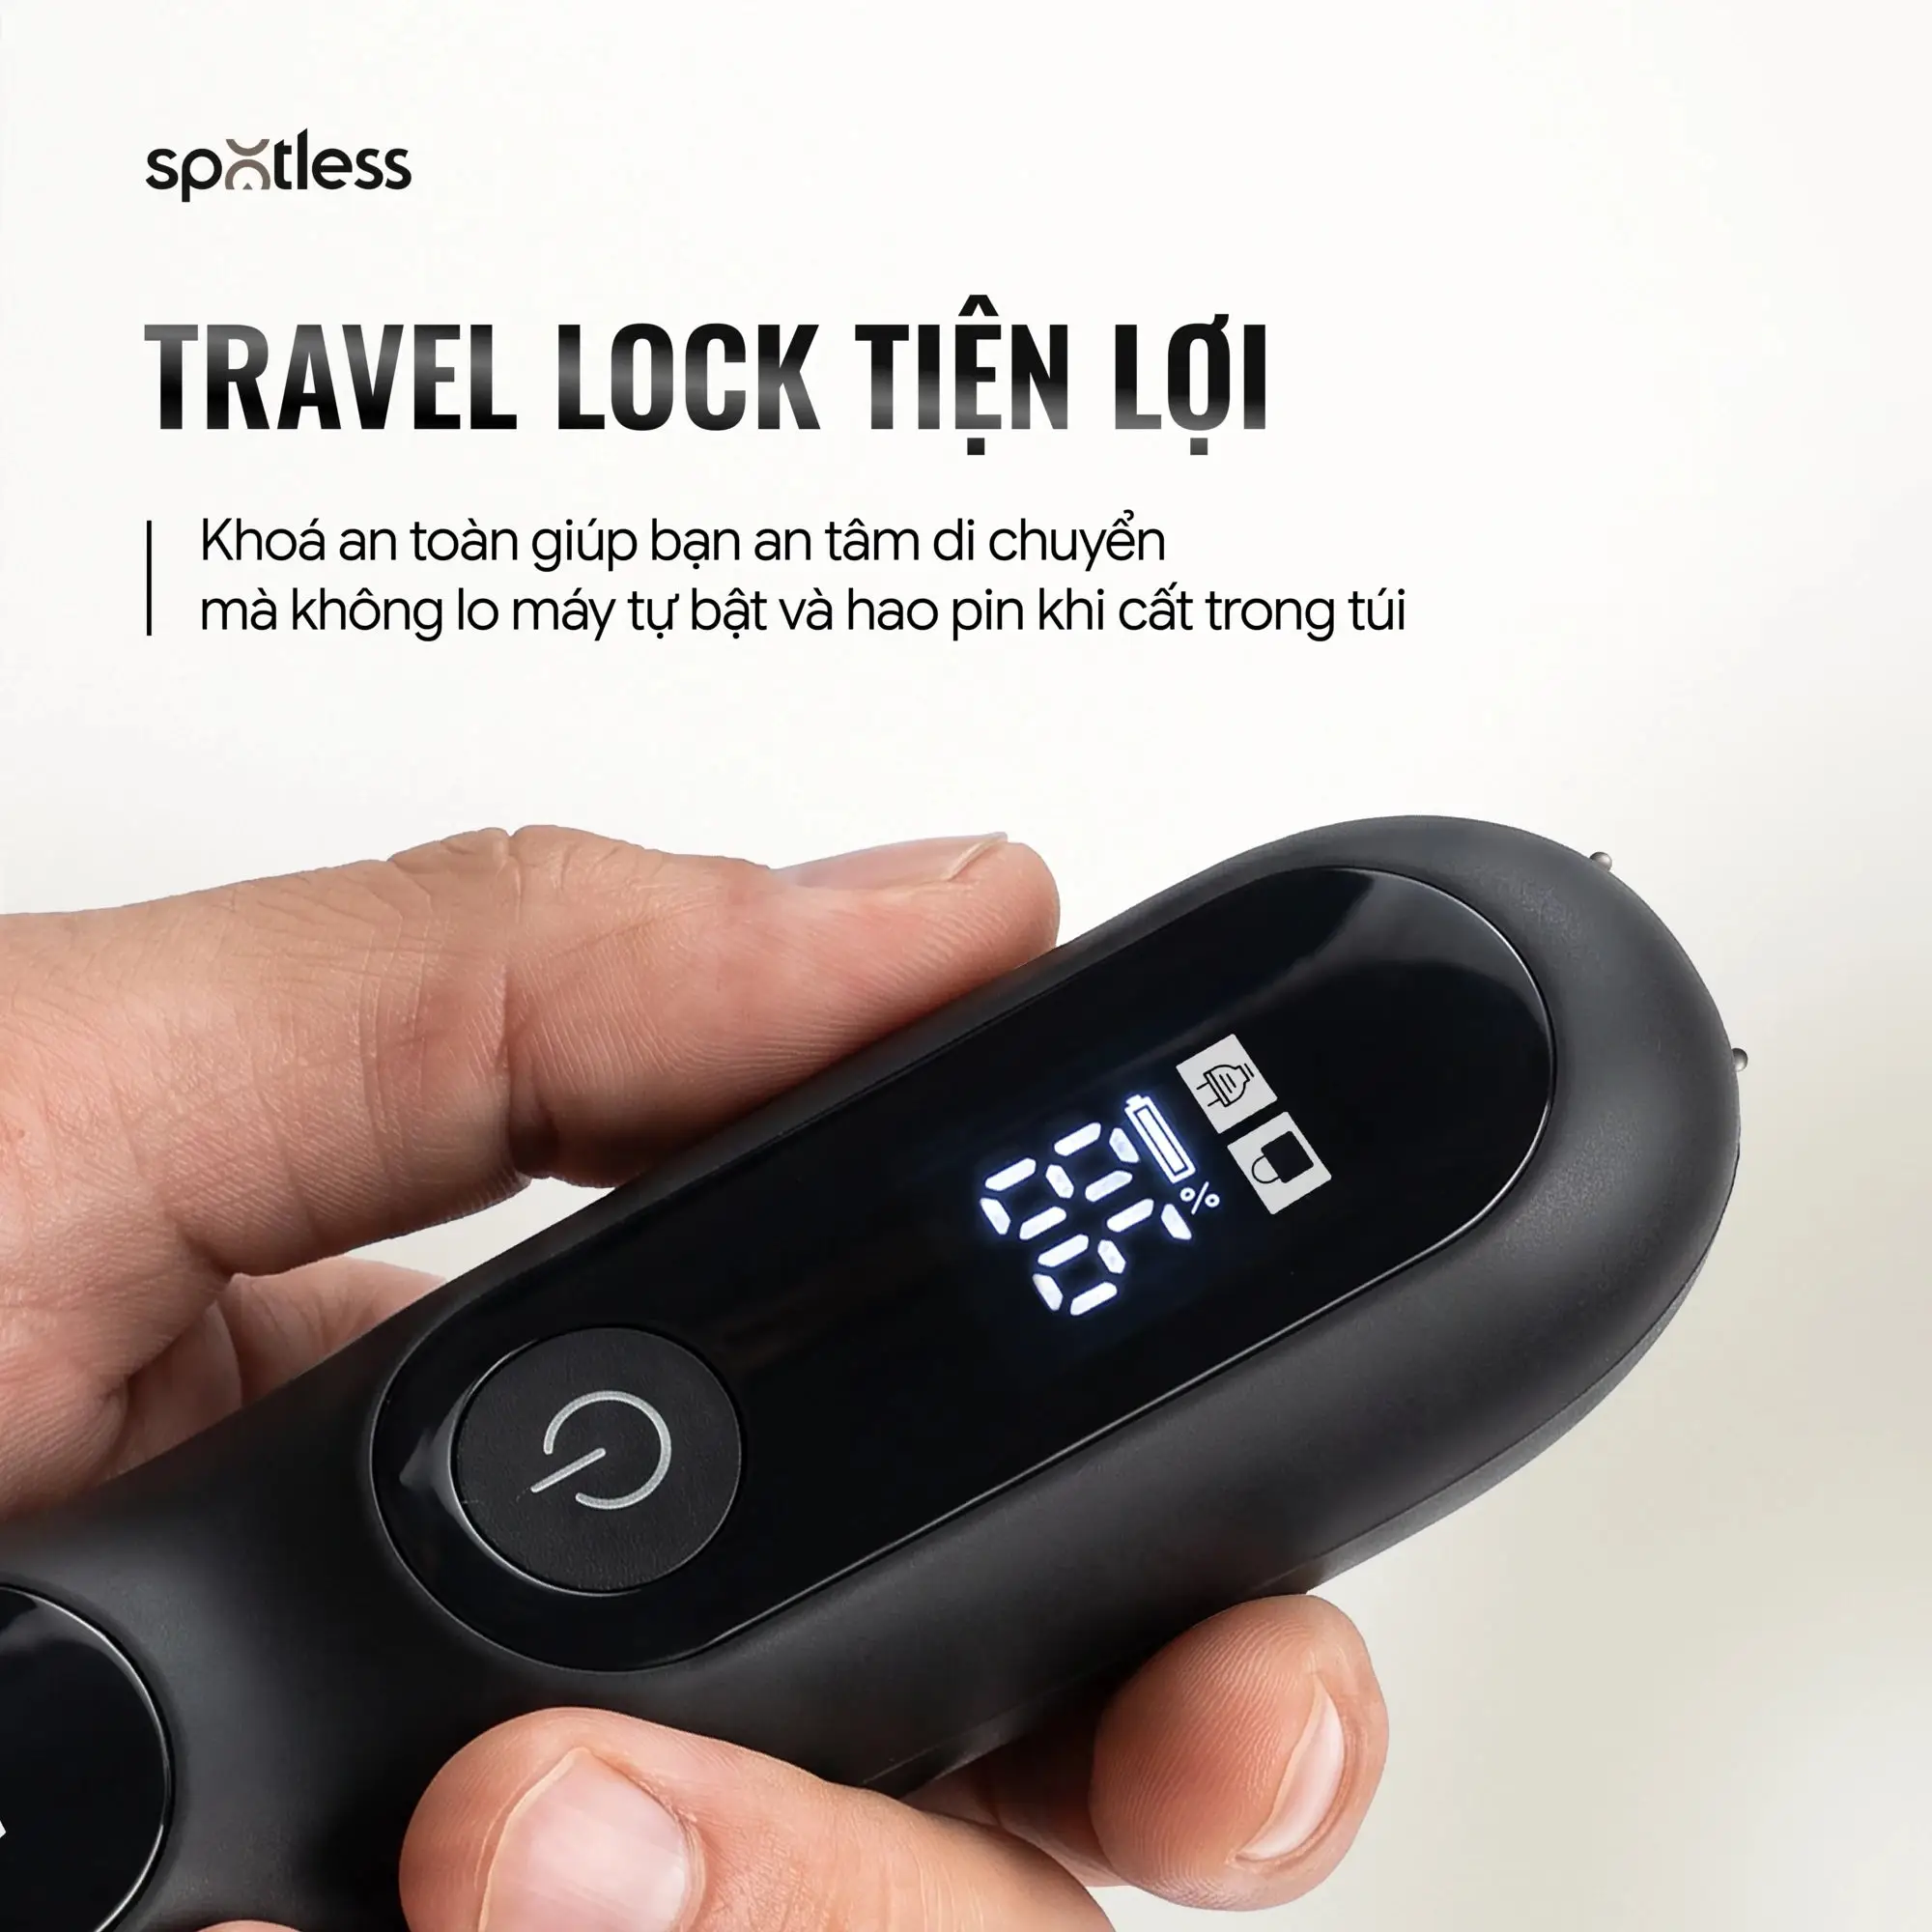 spotless
TRAVEL LOCK TIỆN LỢI
Khoá an toàn giúp bạn an tâm di chuyển
mà không lo máy tự bật và hao pin khi cất trong túi
%